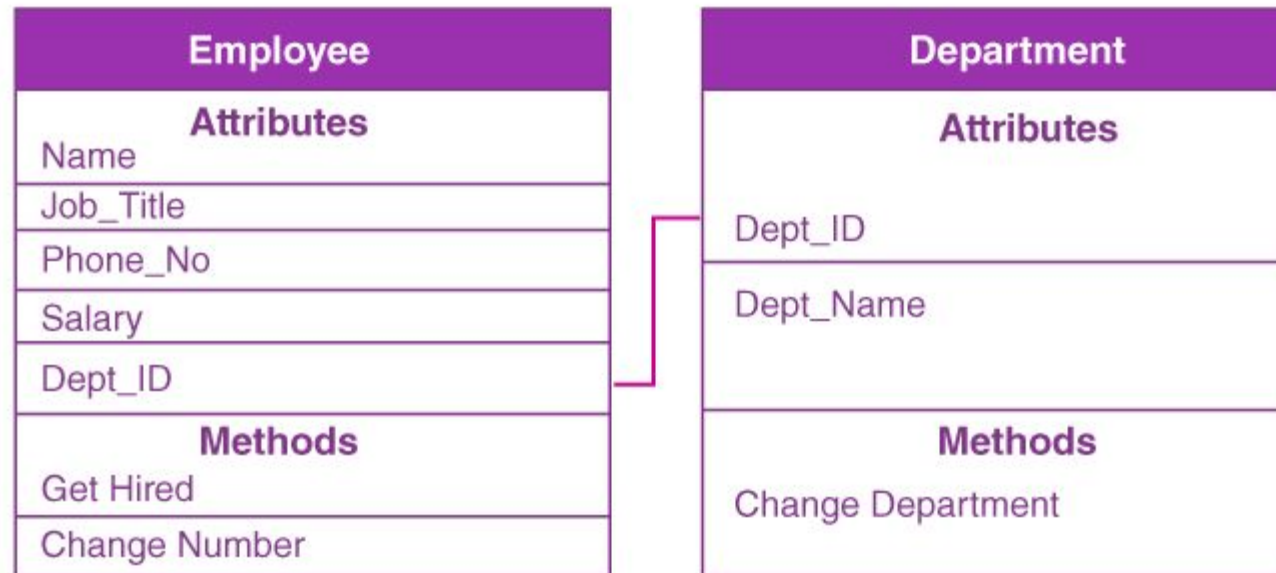 Employee
Attributes
Name
Job_Title
Phone_No
Salary
Dept_ID
Methods
Get Hired
Change Number
Department
Attributes
Dept_ID
Dept_Name
Methods
Change Department